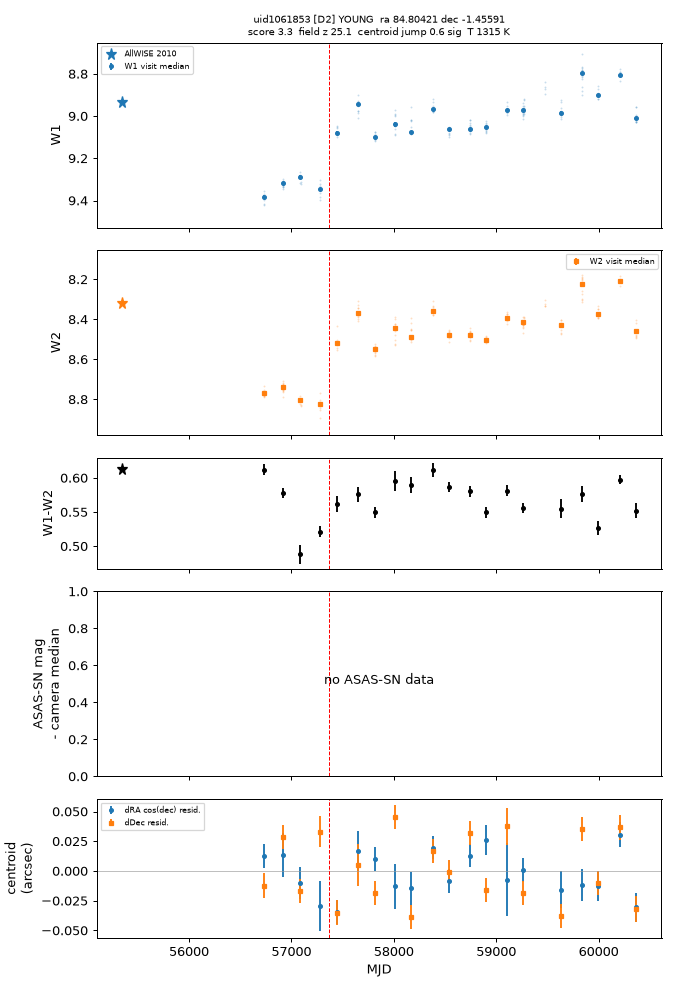 uid1061853 [D2] YOUNG ra 84.80421 dec -1.45591
score 3.3 field z 25.1 centroid jump 0.6 sig T 1315 K
AllWISE 2010
W1 visit median
8.8
9.0
9.2
9.4
W1
W2 visit median
8.2
8.4
8.6
8.8
W2
0.60
0.55
0.50
W1-W2
1.0
0.8
0.6
0.4
0.2
0.0
ASAS-SN mag
- camera median
no ASAS-SN data
dRA cos(dec) resid.
dDec resid.
0.050
0.025
0.000
−0.025
−0.050
centroid
(arcsec)
56000 57000 58000 59000 60000
MJD